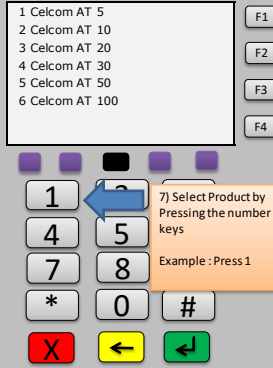 1 Celcom AT 5
2 Celcom AT 10
3 Celcom AT 20
4 Celcom AT 30
5 Celcom AT 50
6 Celcom AT 100
F1
F2
F3
F4
1
7) Select Product by
Pressing the number
keys
Example : Press 1
4 5
7 8
* 0 #
X